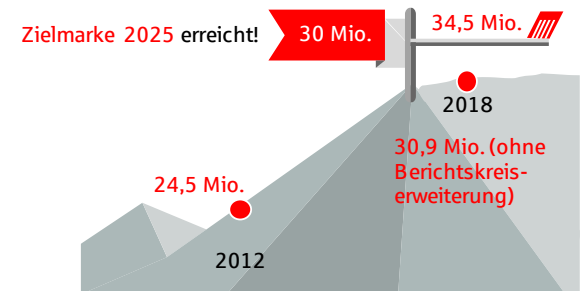 Zielmarke 2025 erreicht!
30 Mio.
34,5 Mio.
2018
30,9 Mio. (ohne
Berichtskreis-
erweiterung)
24,5 Mio.
2012